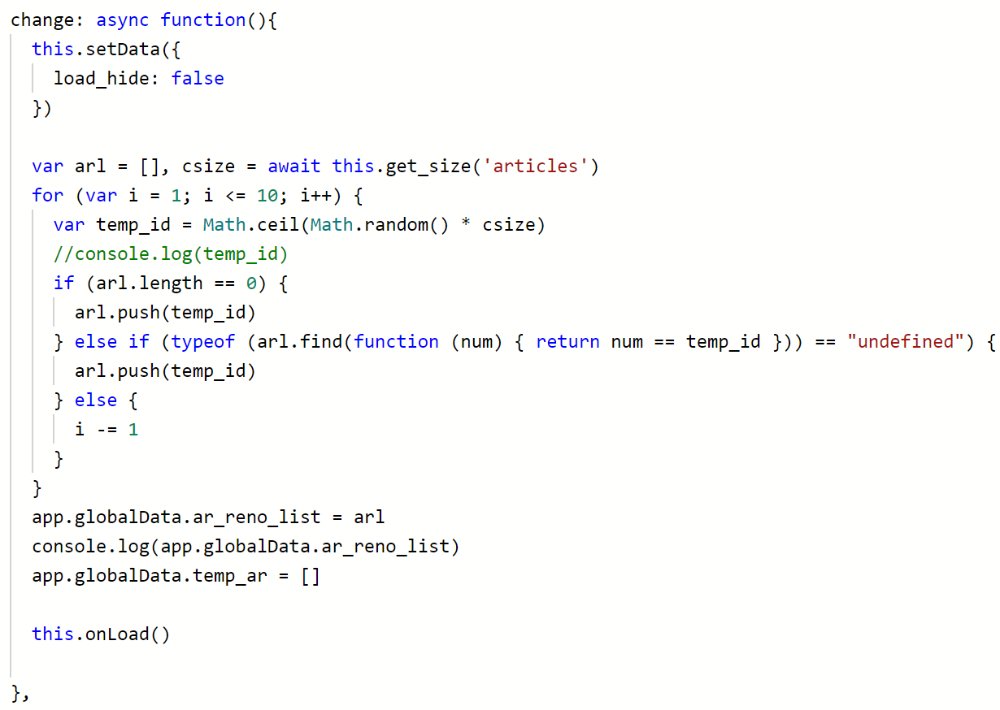 change: async function(){
this.setData({
load_hide: false
})
var arl = [], csize = await this.get_size('articles')
for (var i = 1; i <= 10; i++) {
var temp_id = Math.ceil(Math.random() * csize)
//console.log(temp_id)
if (arl.length == 0) {
arl.push(temp_id)
} else if (typeof (arl.find(function (num) { return num == temp_id })) == "undefined") {
arl.push(temp_id)
} else {
i -= 1
}
}
app.globalData.ar_reno_list = arl
console.log(app.globalData.ar_reno_list)
app.globalData.temp_ar = []
this.onLoad()
},